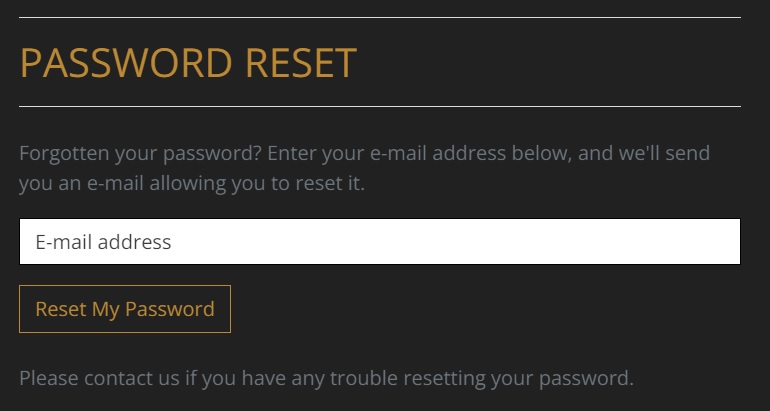 PASSWORD RESET
Forgotten your password? Enter your e-mail address below, and we'll send
you an e-mail allowing you to reset it.
E-mail address
Reset My Password
Please contact us if you have any trouble resetting your password.